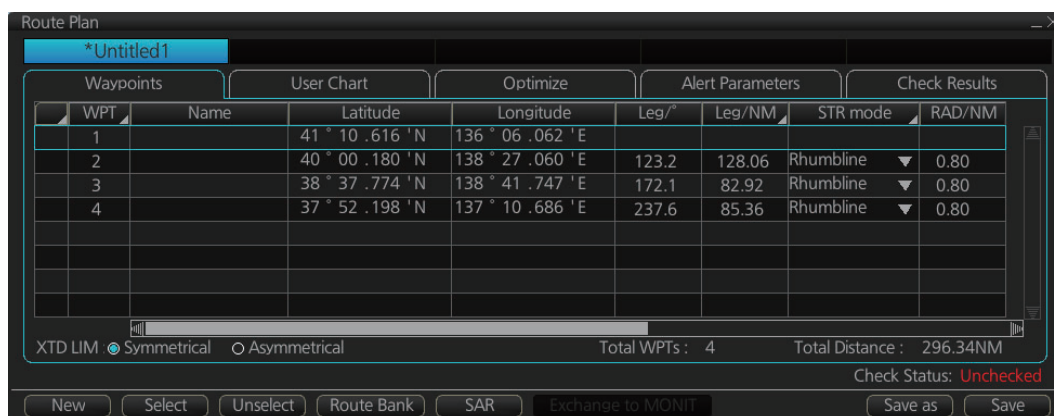 Route Plan
*Untitled1
Waypoints User Chart Optimize Alert Parameters Check Results
WPT Name Latitude Longitude Leg/° Leg/NM STR mode RAD/NM
1 41 ° 10 .616 'N 136 ° 06 .062 'E
2 40 ° 00 .180 'N 138 ° 27 .060 'E 123.2 128.06 Rhumbline 0.80
3 38 ° 37 .774 'N 138 ° 41 .747 'E 172.1 82.92 Rhumbline 0.80
4 37 ° 52 .198 'N 137 ° 10 .686 'E 237.6 85.36 Rhumbline 0.80
XTD LIM : Symmetrical Asymmetrical Total WPTs : 4 Total Distance : 296.34NM
Check Status: Unchecked
New Select Unselect Route Bank SAR Exchange to MONIT Save as Save